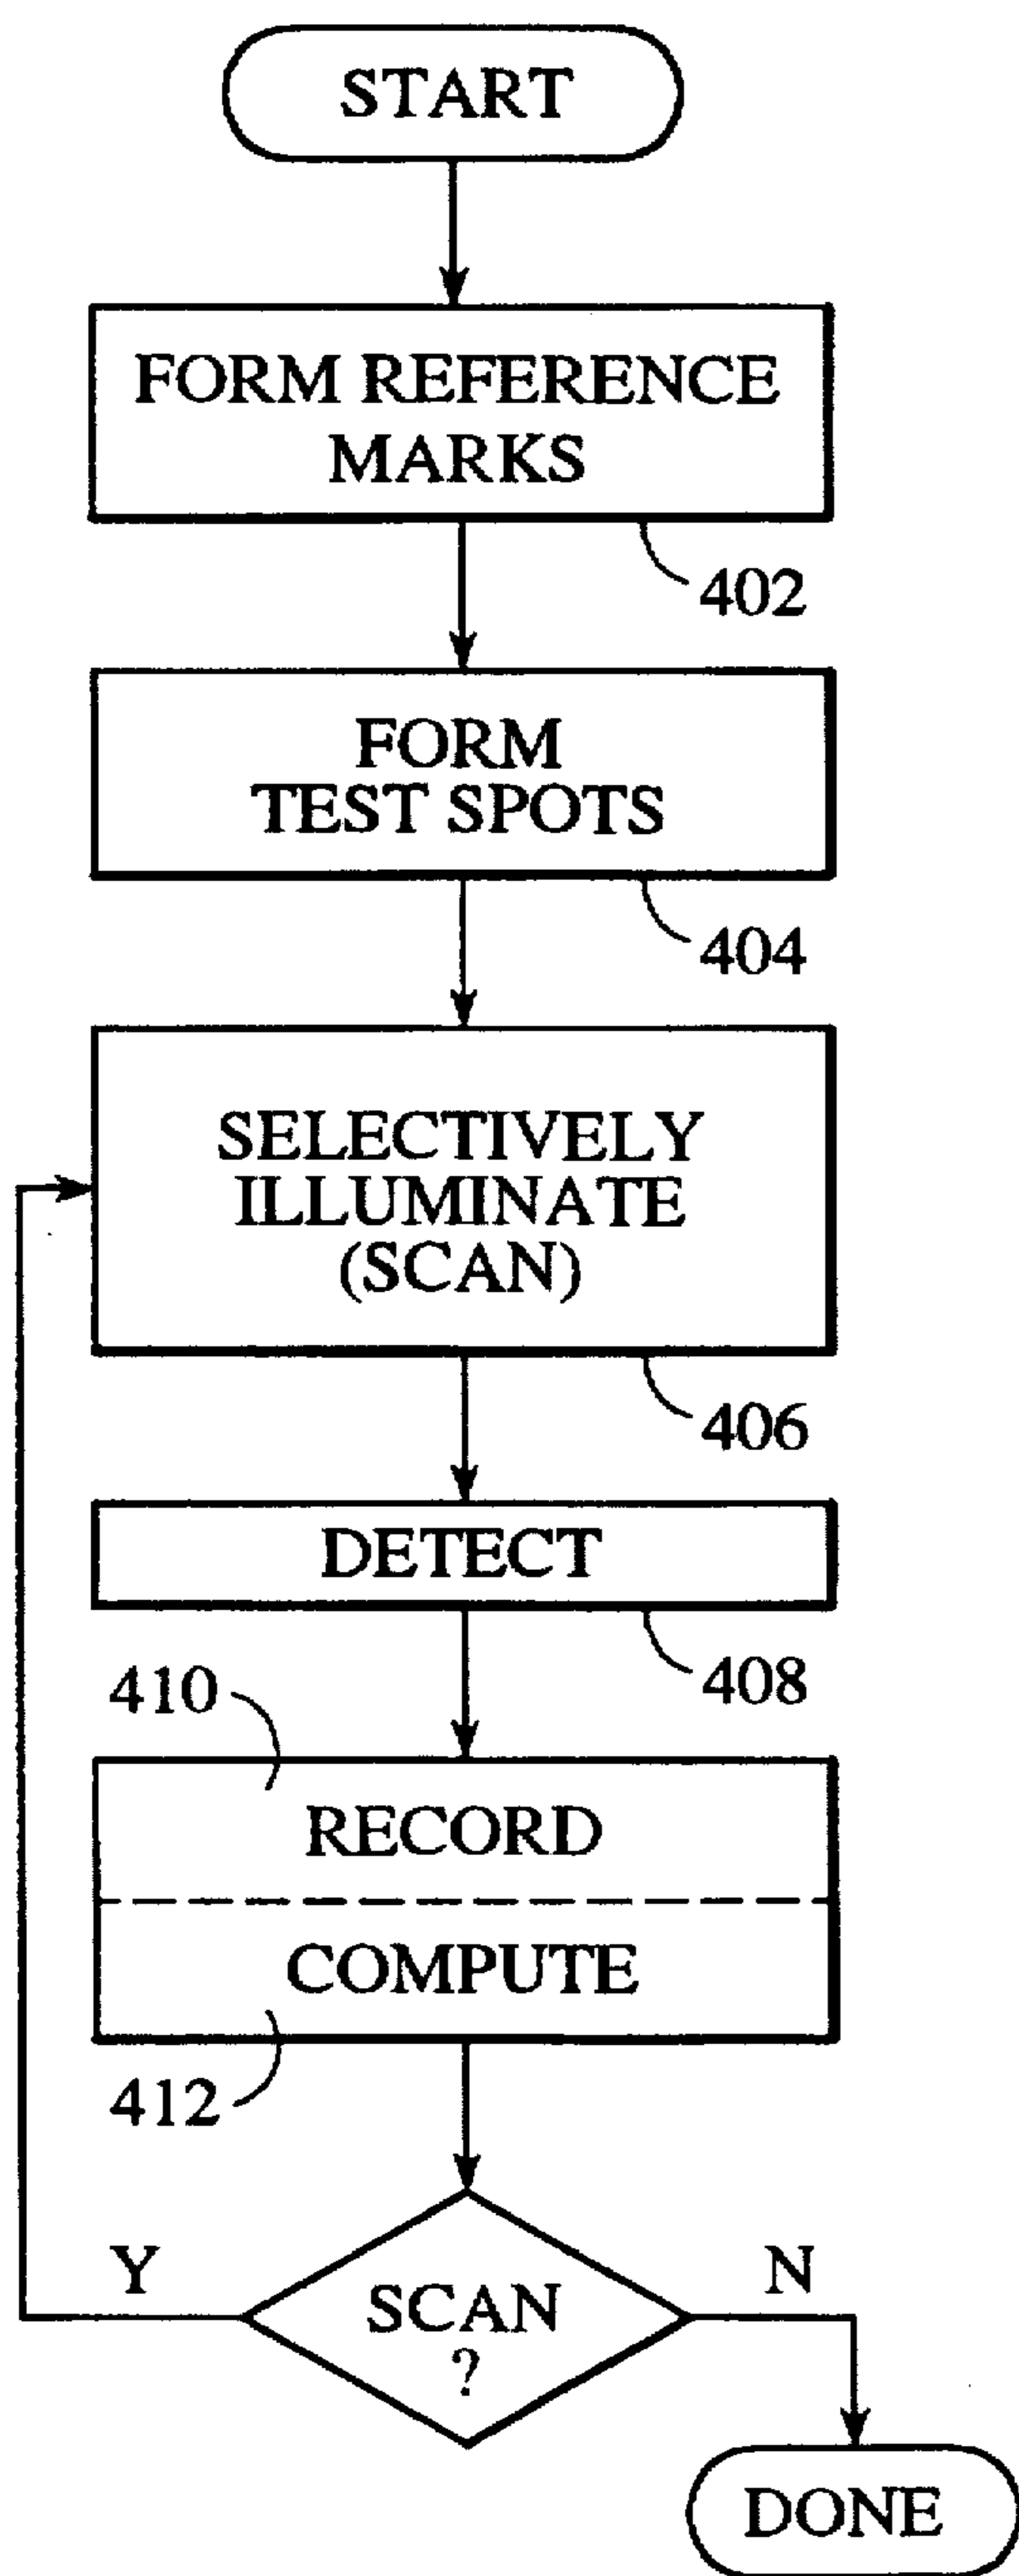 START
FORM REFERENCE
MARKS
402
FORM
TEST SPOTS
404
SELECTIVELY
ILLUMINATE
(SCAN)
406
DETECT
408
410
RECORD
COMPUTE
412
Y
N
SCAN
?
DONE